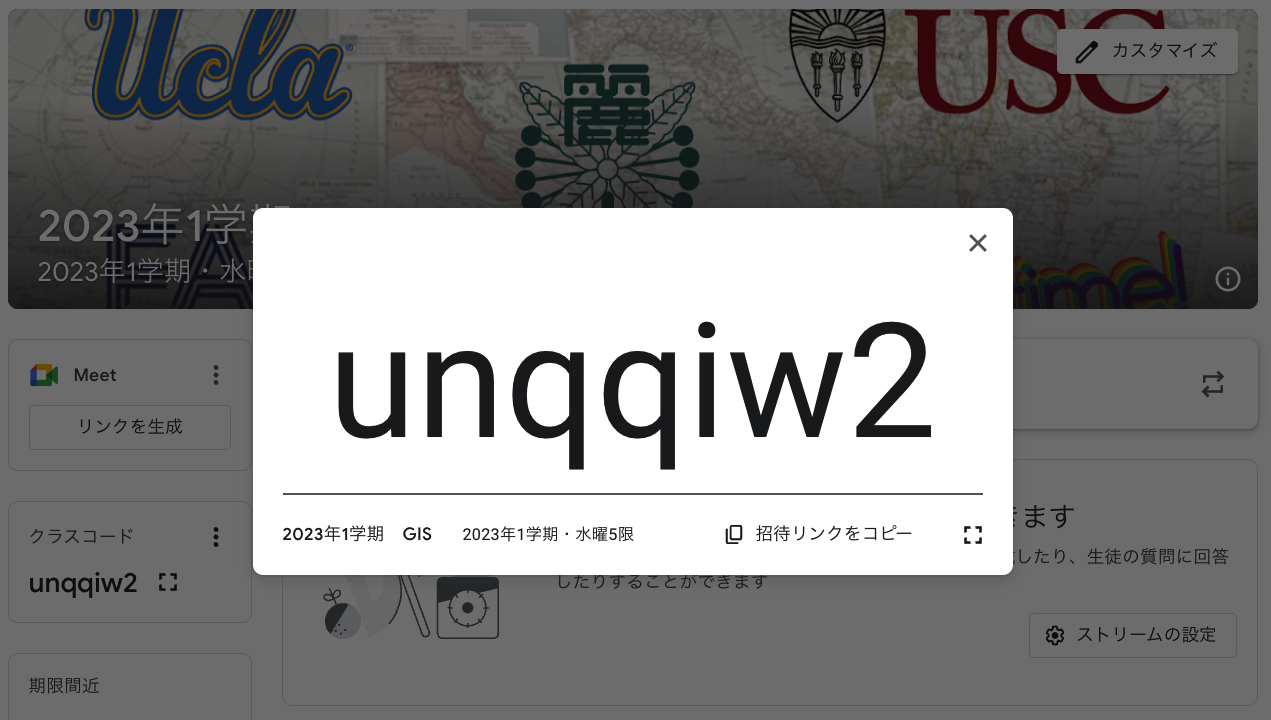 Ucla
USC
カスタマイズ
麗
2023年1学期
2023年1学期・水曜
Meet
リンクを生成
クラスコード
unqqiw2
期限間近
unqqiw2
2023年1学期 GIS 2023年1学期・水曜5限
招待リンクをコピー
きます
したり、生徒の質問に回答
したりすることができます
ストリームの設定